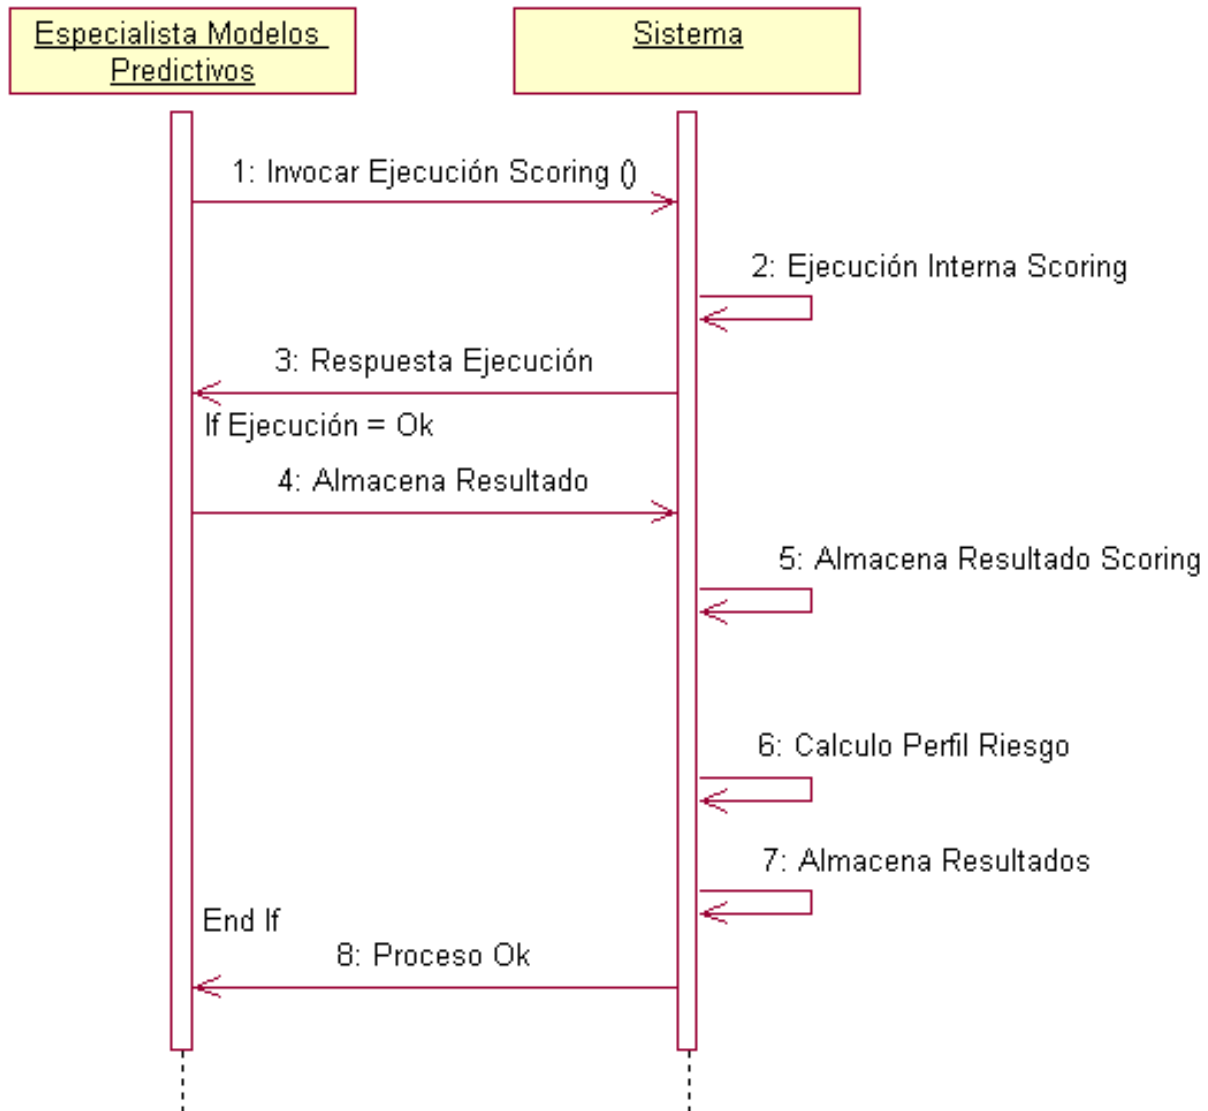 Especialista Modelos
Predictivos
Sistema
1: Invocar Ejecución Scoring ()
2: Ejecución Interna Scoring
3: Respuesta Ejecución
If Ejecución = Ok
4: Almacena Resultado
5: Almacena Resultado Scoring
6: Calculo Perfil Riesgo
7: Almacena Resultados
End If
8: Proceso Ok